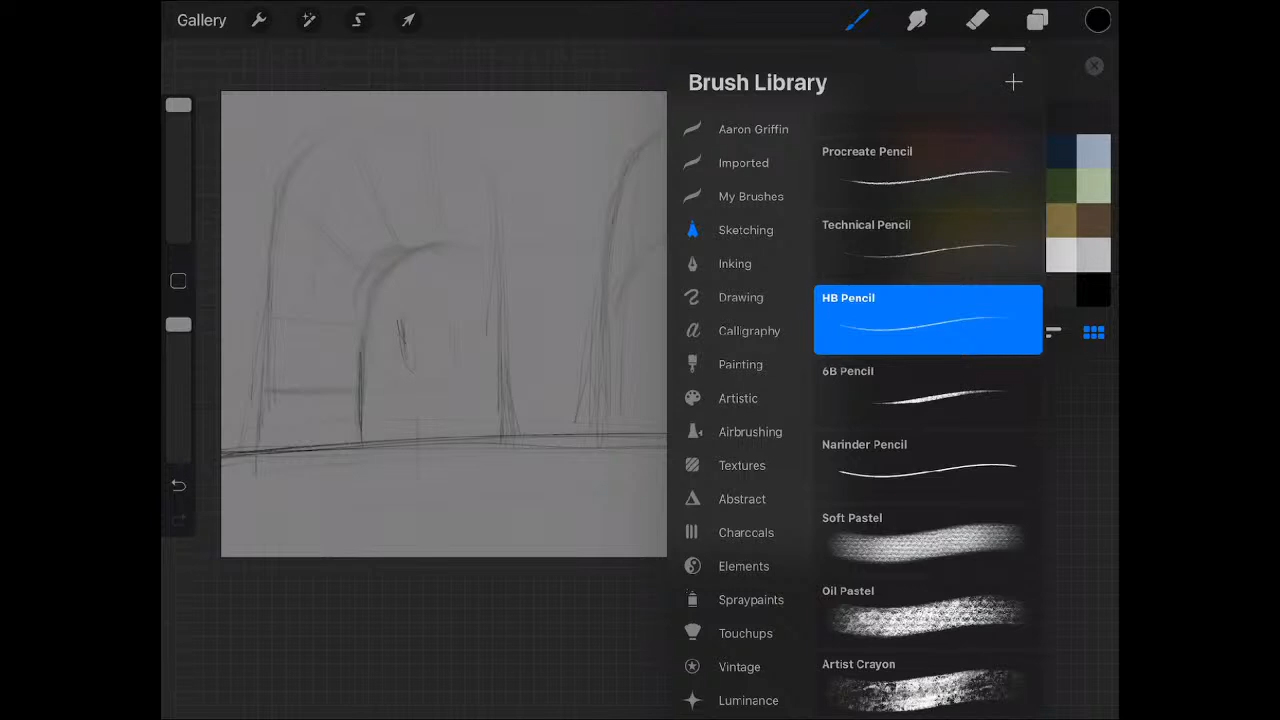 Gallery
Brush Library
Aaron Griffin
Imported
My Brushes
Sketching
Inking
Drawing
Calligraphy
Painting
Artistic
Airbrushing
Textures
Abstract
Charcoals
Elements
Spraypaints
Touchups
Vintage
Luminance
Procreate Pencil
Technical Pencil
HB Pencil
6B Pencil
Narinder Pencil
Soft Pastel
Oil Pastel
Artist Crayon